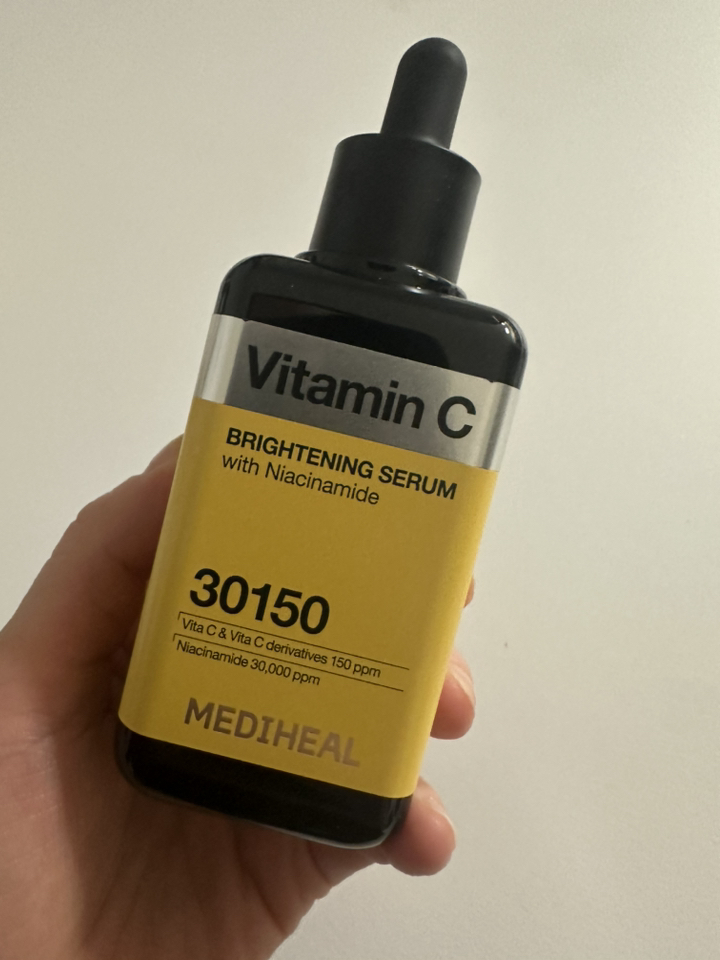 Vitamin C
BRIGHTENING SERUM
with Niacinamide
30150
Vita C & Vita C derivatives 150 ppm
Niacinamide 30,000 ppm
MEDIHEAL